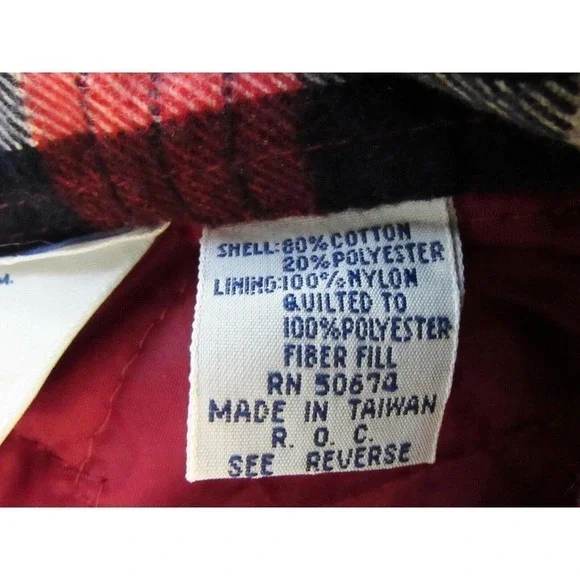 SHELL: 80% COTTON
20% POLYESTER
LINING: 100% NYLON
QUILTED TO
100% POLYESTER
FIBER FILL
RN 50674
MADE IN TAIWAN
R. O. C.
SEE REVERSE
M.